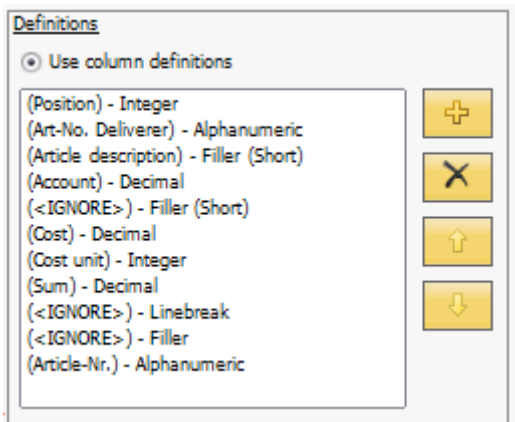 Definitions
Use column definitions
(Position) - Integer
(Art-No. Deliverer) - Alphanumeric
(Article description) - Filler (Short)
(Account) - Decimal
(<IGNORE>) - Filler (Short)
(Cost) - Decimal
(Cost unit) - Integer
(Sum) - Decimal
(<IGNORE>) - Linebreak
(<IGNORE>) - Filler
(Article-Nr.) - Alphanumeric